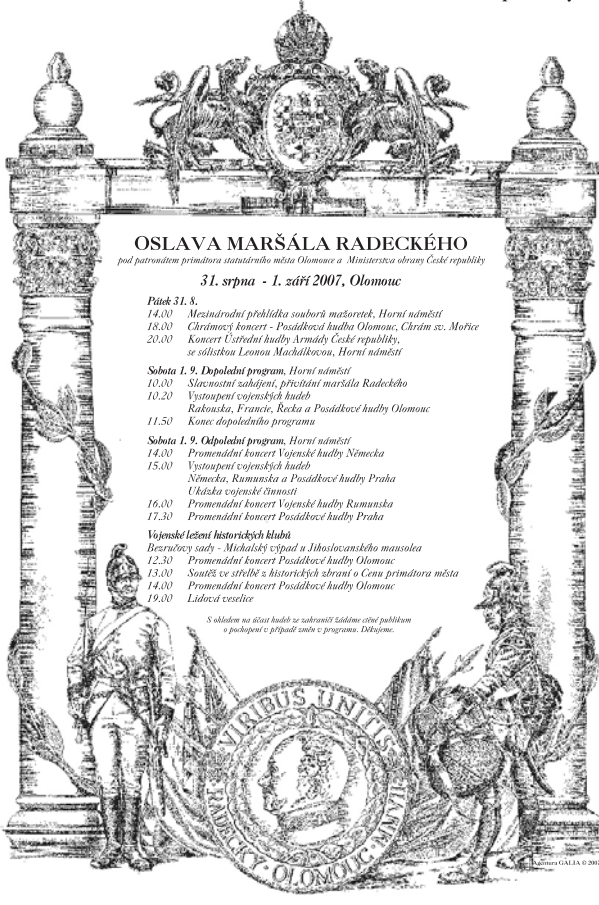 OSLAVA MARŠÁLA RADECKÉHO
pod patronátem primátora statutárního města Olomouce a Ministerstva obrany České republiky
31. srpna - 1. září 2007, Olomouc
Pátek 31. 8.
14.00 Mezinárodní přehlídka souborů mažoretek, Horní náměstí
18.00 Chrámový koncert - Posádková hudba Olomouc, Chrám sv. Mořice
20.00 Koncert Ústřední hudby Armády České republiky,
se sólistkou Leonou Machálkovou, Horní náměstí
Sobota 1. 9. Dopolední program, Horní náměstí
10.00 Slavnostní zahájení, přivítání maršála Radeckého
10.20 Vystoupení vojenských hudeb
Rakouska, Francie, Řecka a Posádkové hudby Olomouc
11.50 Konec dopoledního programu
Sobota 1. 9. Odpolední program, Horní náměstí
14.00 Promenádní koncert Vojenské hudby Německa
15.00 Vystoupení vojenských hudeb
Německa, Rumunska a Posádkové hudby Praha
Ukázka vojenské činnosti
16.00 Promenádní koncert Vojenské hudby Rumunska
17.30 Promenádní koncert Posádkové hudby Praha
Vojenské ležení historických klubů
Bezručovy sady - Michalský výpad u Jihoslovanského mausolea
12.30 Promenádní koncert Posádkové hudby Olomouc
13.00 Soutěž ve střelbě z historických zbraní o Cenu primátora města
14.00 Promenádní koncert Posádkové hudby Olomouc
19.00 Lidová veselice
S ohledem na účast hudeb ze zahraničí žádáme ctěné publikum
o pochopení v případě změn v programu. Děkujeme.
VIRIBUS UNITIS
RADECKÝ · OLOMOUC ·
Agentura GALIA © 2007